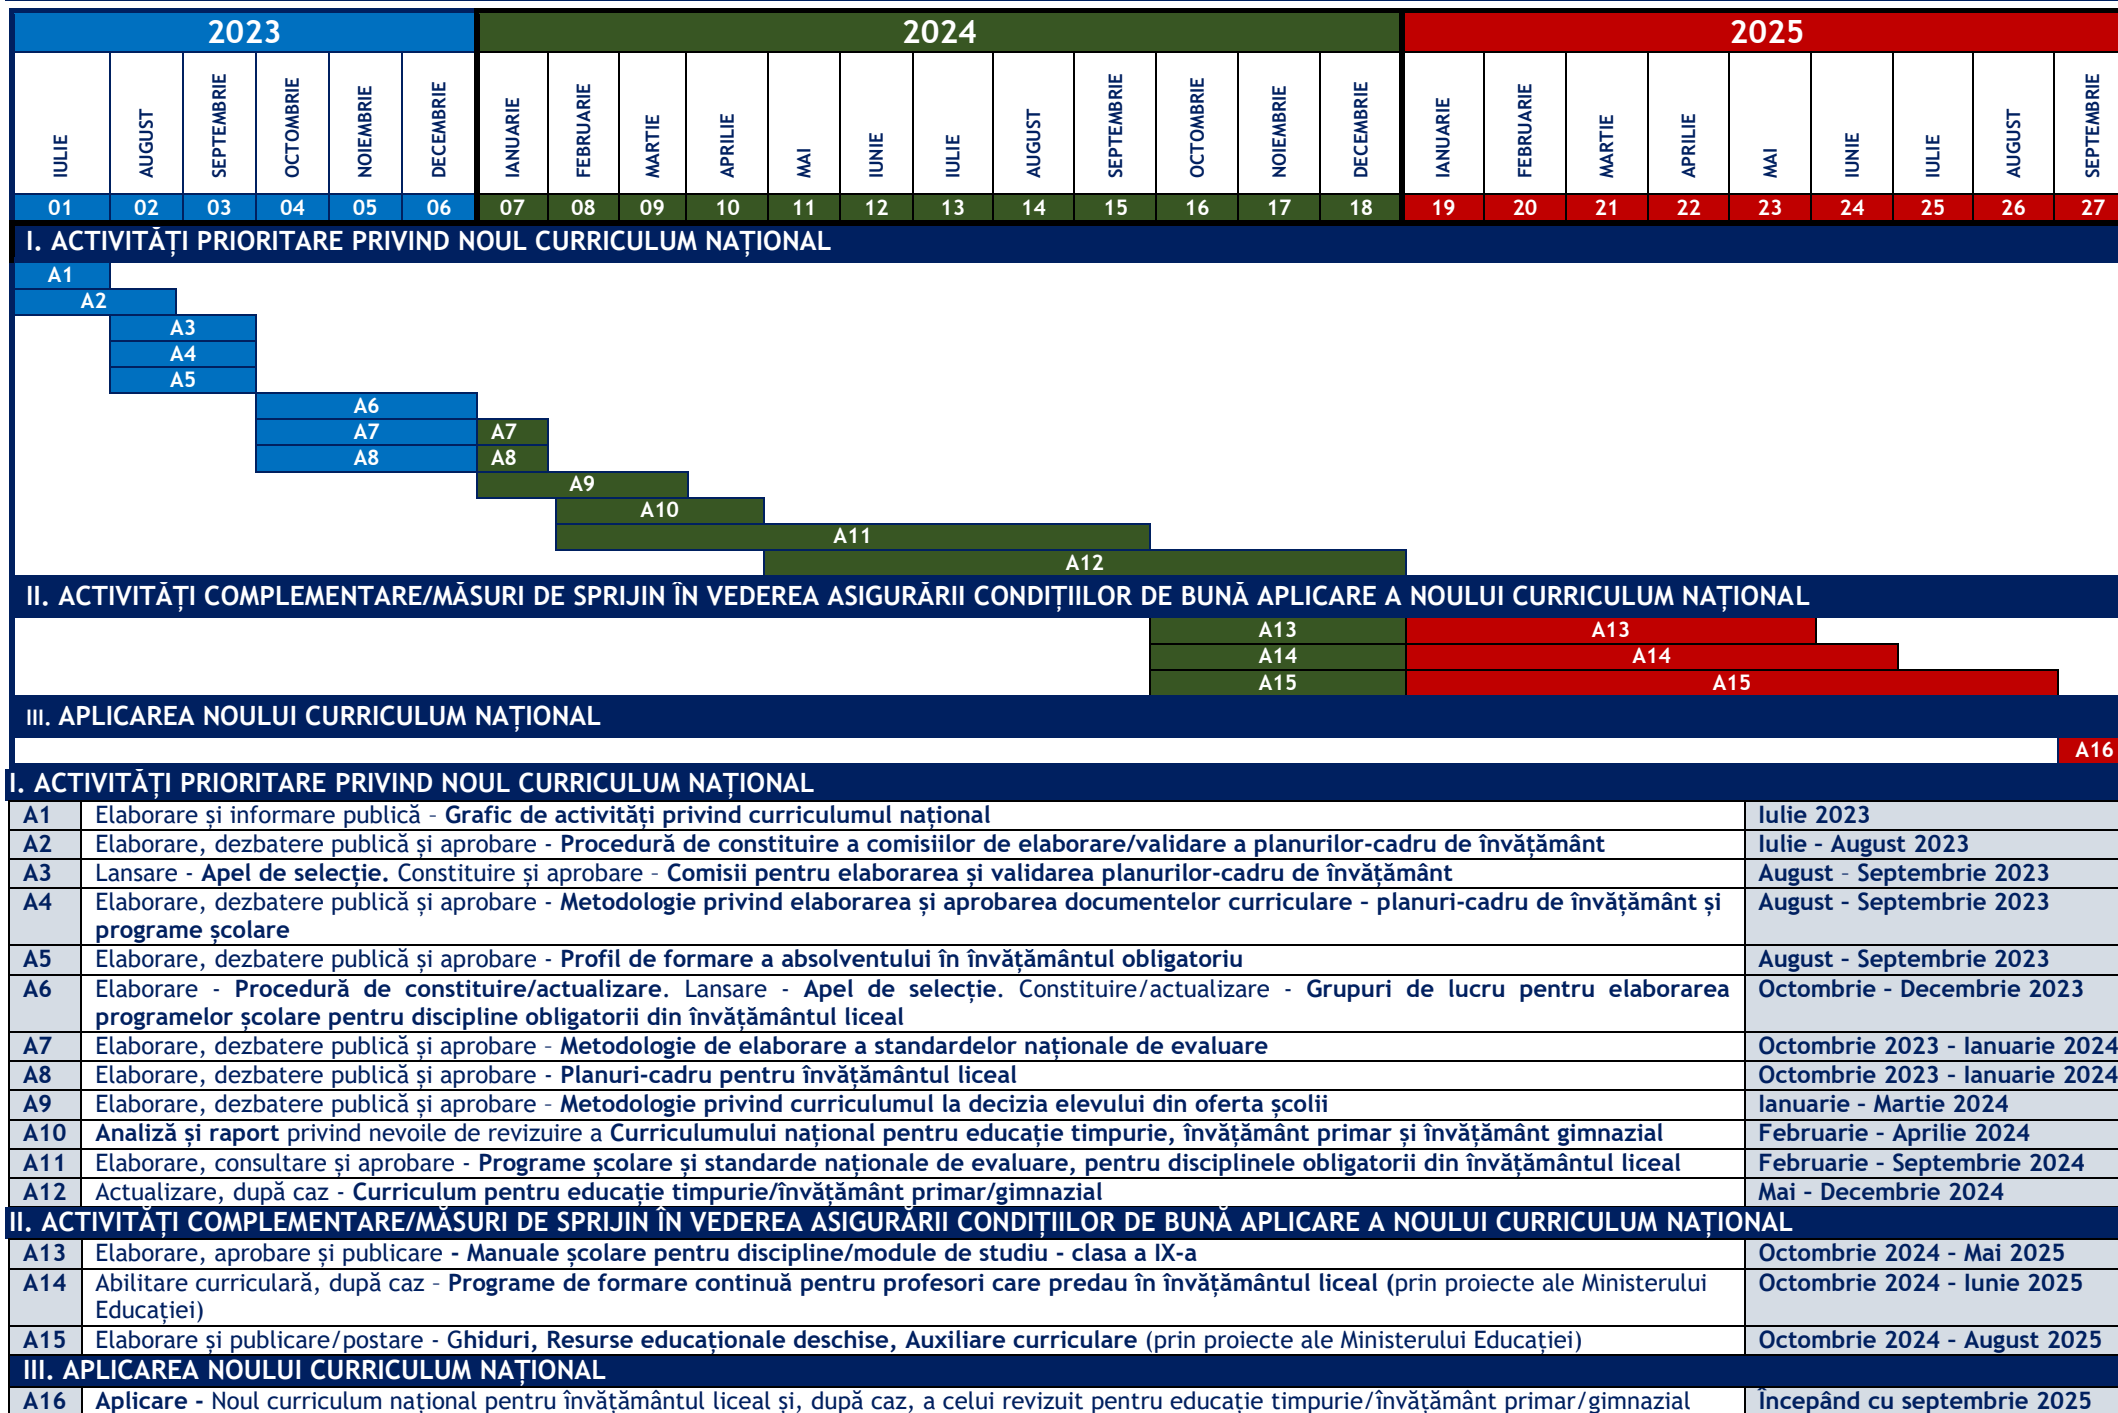 2023 2024 2025
IULIE AUGUST SEPTEMBRIE OCTOMBRIE NOIEMBRIE DECEMBRIE IANUARIE FEBRUARIE MARTIE APRILIE MAI IUNIE IULIE AUGUST SEPTEMBRIE OCTOMBRIE NOIEMBRIE DECEMBRIE IANUARIE FEBRUARIE MARTIE APRILIE MAI IUNIE IULIE AUGUST SEPTEMBRIE
01 02 03 04 05 06 07 08 09 10 11 12 13 14 15 16 17 18 19 20 21 22 23 24 25 26 27
I. ACTIVITĂȚI PRIORITARE PRIVIND NOUL CURRICULUM NAȚIONAL
A1
A2
A3
A4
A5
A6
A7 A7
A8 A8
A9
A10
A11
A12
II. ACTIVITĂȚI COMPLEMENTARE/MĂSURI DE SPRIJIN ÎN VEDEREA ASIGURĂRII CONDIȚIILOR DE BUNĂ APLICARE A NOULUI CURRICULUM NAȚIONAL
A13 A13
A14 A14
A15 A15
III. APLICAREA NOULUI CURRICULUM NAȚIONAL
A16
I. ACTIVITĂȚI PRIORITARE PRIVIND NOUL CURRICULUM NAȚIONAL
A1 Elaborare și informare publică – Grafic de activități privind curriculumul național Iulie 2023
A2 Elaborare, dezbatere publică și aprobare - Procedură de constituire a comisiilor de elaborare/validare a planurilor-cadru de învățământ Iulie – August 2023
A3 Lansare - Apel de selecție. Constituire și aprobare – Comisii pentru elaborarea și validarea planurilor-cadru de învățământ August – Septembrie 2023
A4 Elaborare, dezbatere publică și aprobare - Metodologie privind elaborarea și aprobarea documentelor curriculare – planuri-cadru de învățământ și August – Septembrie 2023
programe școlare
A5 Elaborare, dezbatere publică și aprobare - Profil de formare a absolventului în învățământul obligatoriu August – Septembrie 2023
A6 Elaborare - Procedură de constituire/actualizare. Lansare - Apel de selecție. Constituire/actualizare - Grupuri de lucru pentru elaborarea Octombrie – Decembrie 2023
programelor școlare pentru discipline obligatorii din învățământul liceal
A7 Elaborare, dezbatere publică și aprobare – Metodologie de elaborare a standardelor naționale de evaluare Octombrie 2023 – Ianuarie 2024
A8 Elaborare, dezbatere publică și aprobare - Planuri-cadru pentru învățământul liceal Octombrie 2023 – Ianuarie 2024
A9 Elaborare, dezbatere publică și aprobare – Metodologie privind curriculumul la decizia elevului din oferta școlii Ianuarie – Martie 2024
A10 Analiză și raport privind nevoile de revizuire a Curriculumului național pentru educație timpurie, învățământ primar și învățământ gimnazial Februarie – Aprilie 2024
A11 Elaborare, consultare și aprobare - Programe școlare și standarde naționale de evaluare, pentru disciplinele obligatorii din învățământul liceal Februarie – Septembrie 2024
A12 Actualizare, după caz - Curriculum pentru educație timpurie/învățământ primar/gimnazial Mai – Decembrie 2024
II. ACTIVITĂȚI COMPLEMENTARE/MĂSURI DE SPRIJIN ÎN VEDEREA ASIGURĂRII CONDIȚIILOR DE BUNĂ APLICARE A NOULUI CURRICULUM NAȚIONAL
A13 Elaborare, aprobare și publicare - Manuale școlare pentru discipline/module de studiu - clasa a IX-a Octombrie 2024 – Mai 2025
A14 Abilitare curriculară, după caz – Programe de formare continuă pentru profesori care predau în învățământul liceal (prin proiecte ale Ministerului Octombrie 2024 – Iunie 2025
Educației)
A15 Elaborare și publicare/postare - Ghiduri, Resurse educaționale deschise, Auxiliare curriculare (prin proiecte ale Ministerului Educației) Octombrie 2024 – August 2025
III. APLICAREA NOULUI CURRICULUM NAȚIONAL
A16 Aplicare - Noul curriculum național pentru învățământul liceal și, după caz, a celui revizuit pentru educație timpurie/învățământ primar/gimnazial Începând cu septembrie 2025